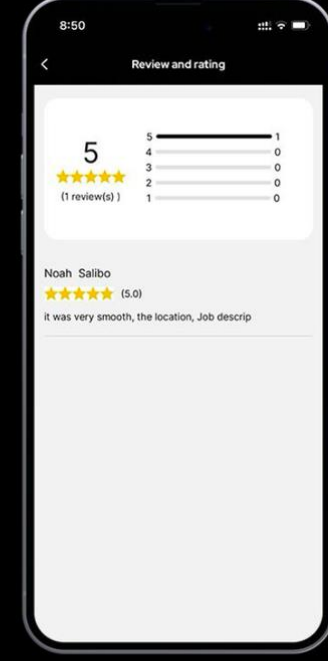 8:50
Review and rating
5
(1 review(s) )
5 1
4 0
3 0
2 0
1 0
Noah Salibo
(5.0)
it was very smooth, the location, Job descrip